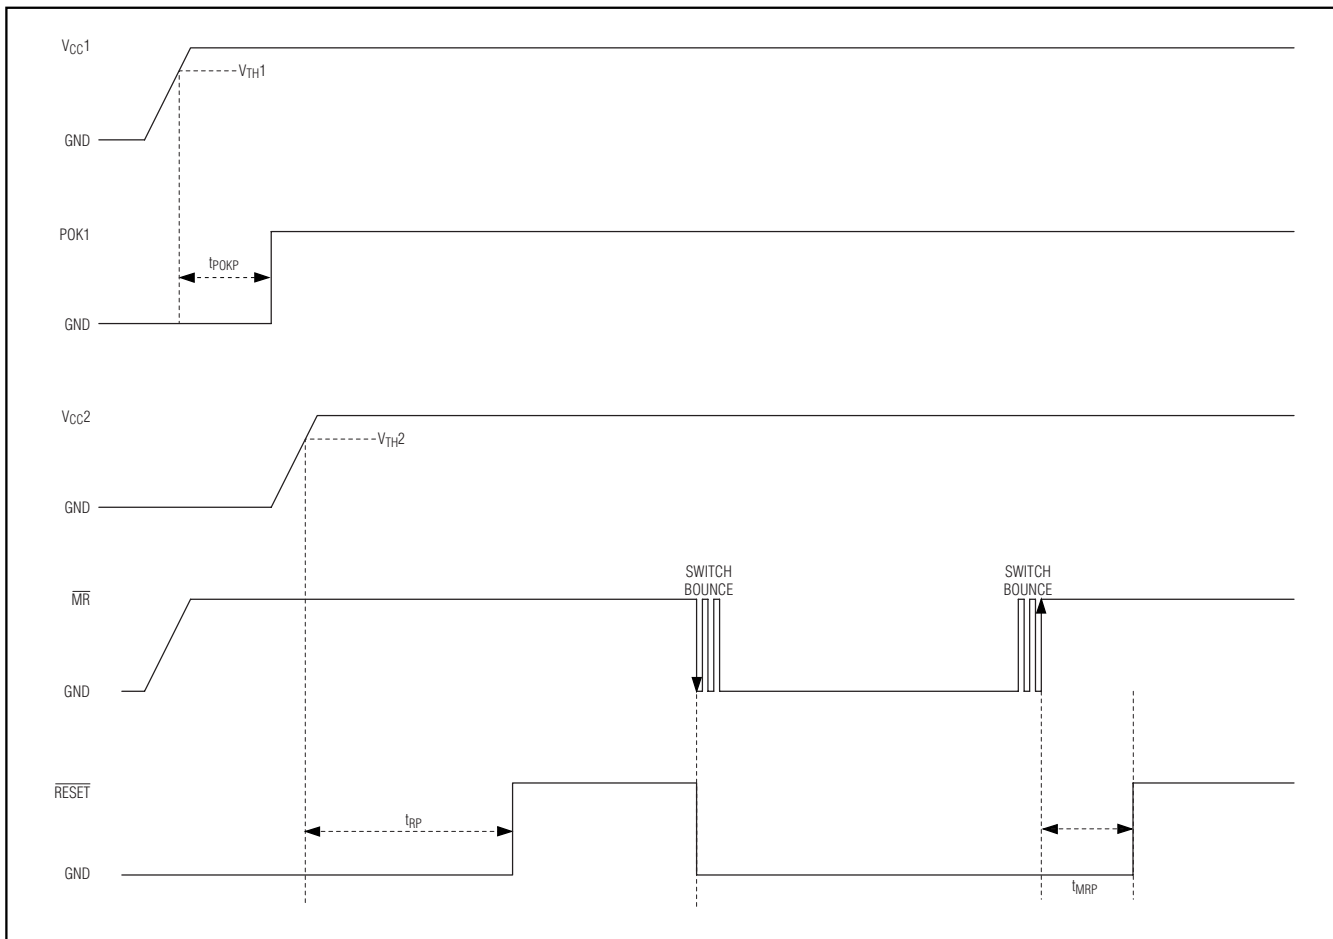 VCC1
VTH1
GND
POK1
tPOKP
GND
VCC2
VTH2
GND
SWITCH
BOUNCE
SWITCH
BOUNCE
MR
GND
RESET
tRP
GND
tMRP